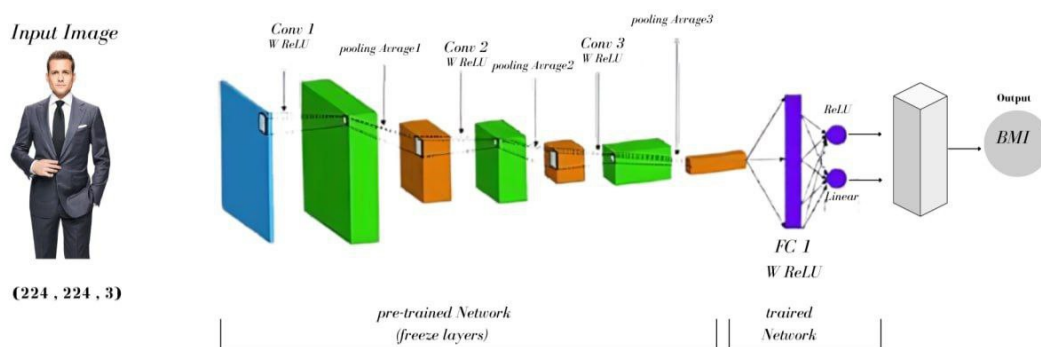 Input Image
(224 , 224 , 3)
Conv 1
W ReLU
pooling Avrage1
Conv 2
W ReLU
pooling Avrage2
Conv 3
W ReLU
pooling Avrage3
ReLU
Linear
FC 1
W ReLU
Output
BMI
pre-trained Network
(freeze layers)
traired
Network